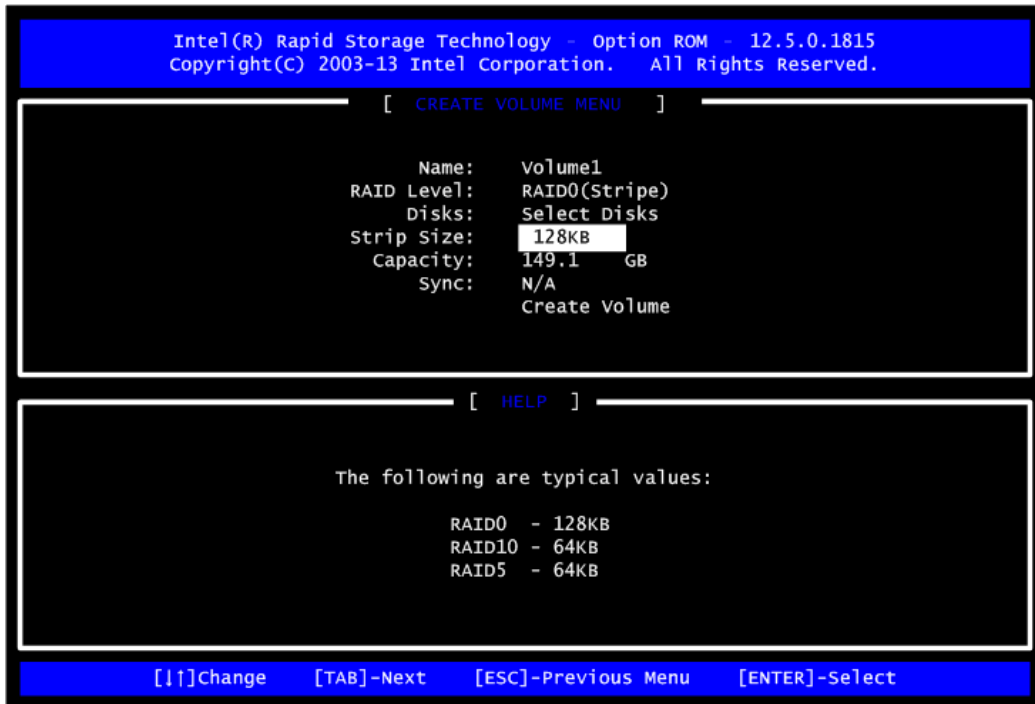 Intel(R) Rapid Storage Technology - Option ROM - 12.5.0.1815
Copyright(C) 2003-13 Intel Corporation. All Rights Reserved.
[ CREATE VOLUME MENU ]
Name: Volume1
RAID Level: RAID0(Stripe)
Disks: Select Disks
Strip Size: 128KB
Capacity: 149.1 GB
Sync: N/A
Create Volume
[ HELP ]
The following are typical values:
RAID0 - 128KB
RAID10 - 64KB
RAID5 - 64KB
[↓↑]Change [TAB]-Next [ESC]-Previous Menu [ENTER]-Select